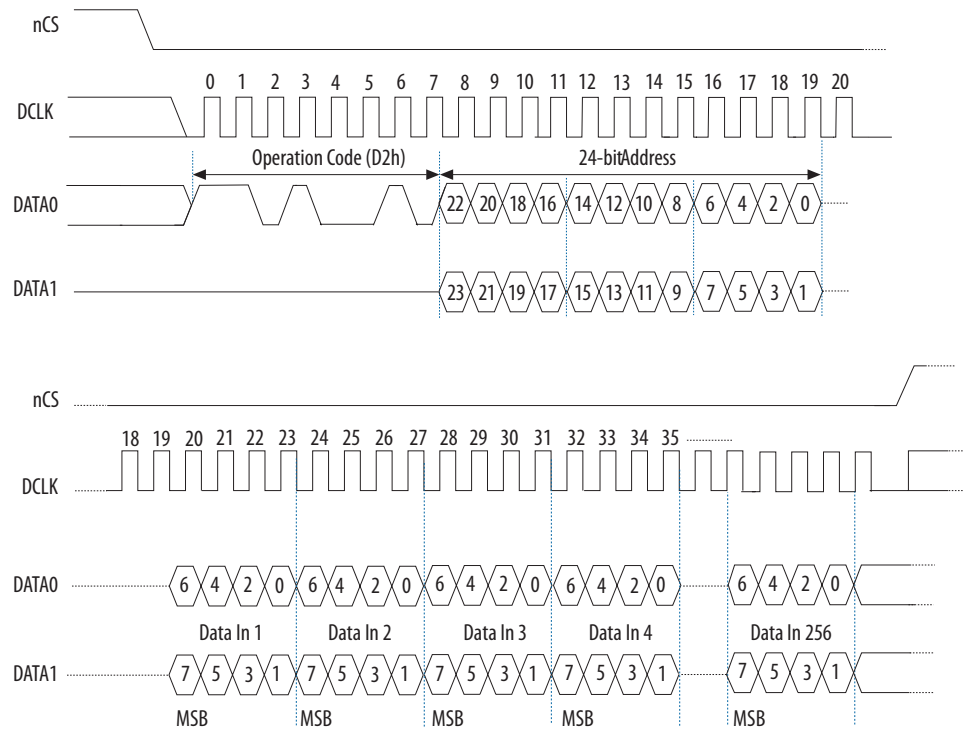 nCS
0 1 2 3 4 5 6 7 8 9 10 11 12 13 14 15 16 17 18 19 20
DCLK
Operation Code (D2h) 24-bitAddress
DATA0 22 20 18 16 14 12 10 8 6 4 2 0
DATA1 23 21 19 17 15 13 11 9 7 5 3 1
nCS
18 19 20 21 22 23 24 25 26 27 28 29 30 31 32 33 34 35
DCLK
DATA0 6 4 2 0 6 4 2 0 6 4 2 0 6 4 2 0 6 4 2 0
Data In 1 Data In 2 Data In 3 Data In 4 Data In 256
DATA1 7 5 3 1 7 5 3 1 7 5 3 1 7 5 3 1 7 5 3 1
MSB MSB MSB MSB MSB